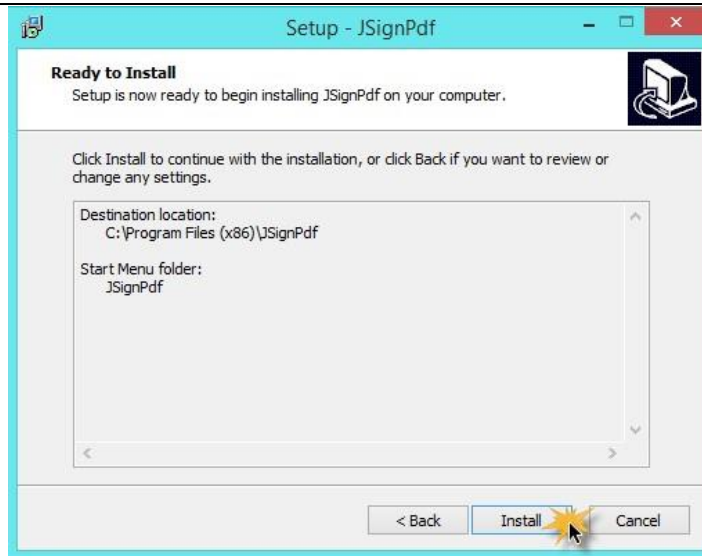 Setup - JSignPdf
Ready to Install
Setup is now ready to begin installing JSignPdf on your computer.
Click Install to continue with the installation, or click Back if you want to review or
change any settings.
Destination location:
C:\Program Files (x86)\JSignPdf
Start Menu folder:
JSignPdf
< Back Install Cancel